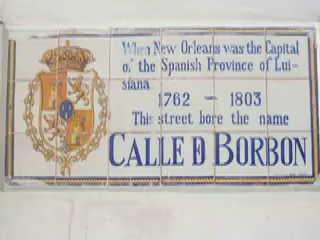 When New Orleans was the Capital
of the Spanish Province of Lui-
siana
1762 - 1803
This street bore the name
CALLE D BORBON